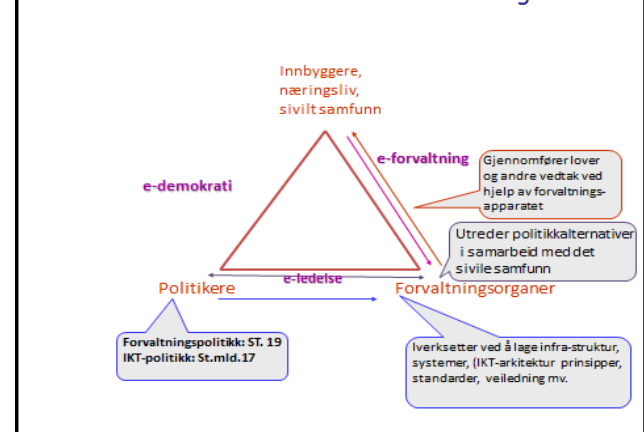 Innbyggere,
næringsliv,
sivilt samfunn
e-forvaltning
e-demokrati
Gjennomfører lover
og andre vedtak ved
hjelp av forvaltnings-
apparatet
Utreder politikkalternativer
i samarbeid med det
sivile samfunn
e-ledelse
Politikere
Forvaltningsorganer
Forvaltningspolitikk: ST. 19
IKT-politikk: St.mld.17
Iverksetter ved å lage infra-struktur,
systemer, (IKT-arkitektur prinsipper,
standarder, veiledning mv.